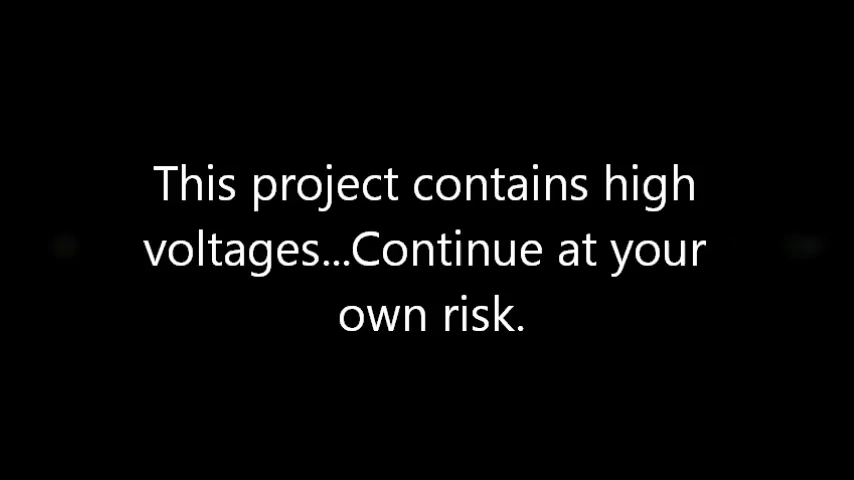 This project contains high
voltages...Continue at your
own risk.